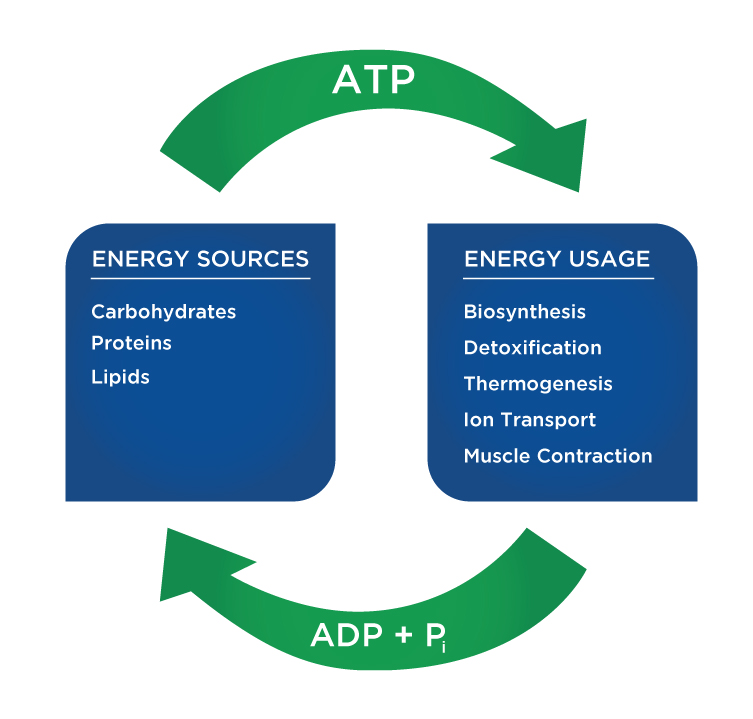 ATP
ENERGY SOURCES
Carbohydrates
Proteins
Lipids
ENERGY USAGE
Biosynthesis
Detoxification
Thermogenesis
Ion Transport
Muscle Contraction
ADP + Pi